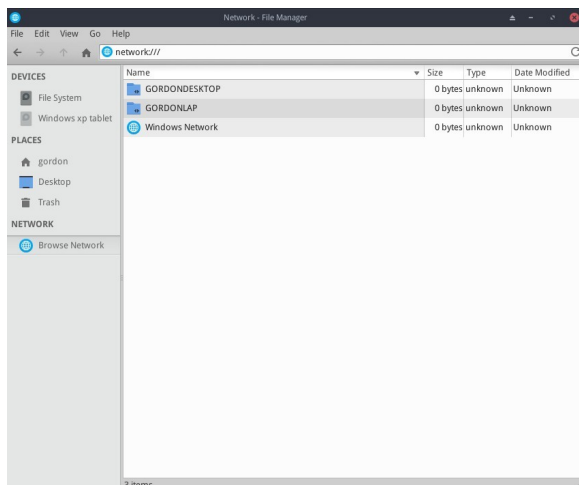 Network - File Manager
File Edit View Go Help
network:///
DEVICES
File System
Windows xp tablet
PLACES
gordon
Desktop
Trash
NETWORK
Browse Network
Name Size Type Date Modified
GORDONDESKTOP 0 bytes unknown Unknown
GORDONLAP 0 bytes unknown Unknown
Windows Network 0 bytes unknown Unknown
3 items